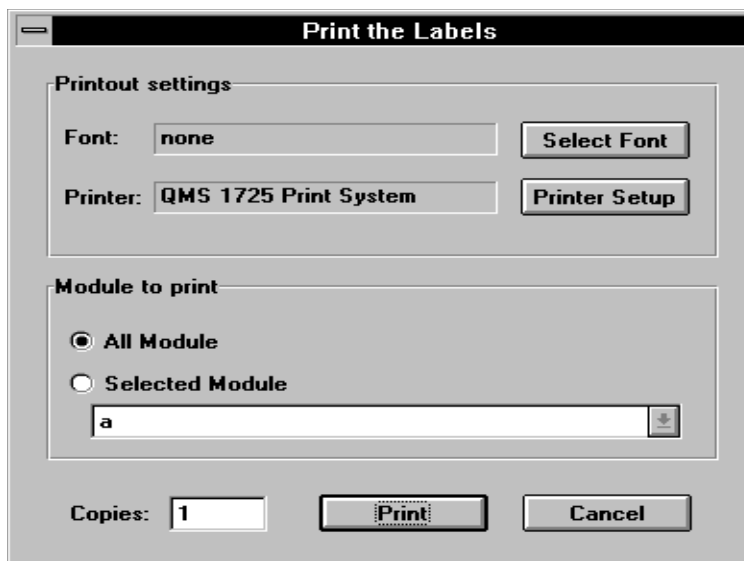 Print the Labels
Printout settings
Font: none Select Font
Printer: QMS 1725 Print System Printer Setup
Module to print
All Module
Selected Module
a
Copies: 1 Print Cancel